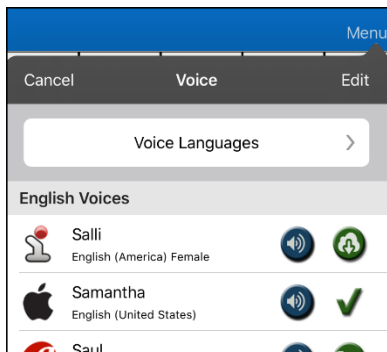 Menu
Cancel Voice Edit
Voice Languages
English Voices
Salli
English (America) Female
Samantha
English (United States)
Saul